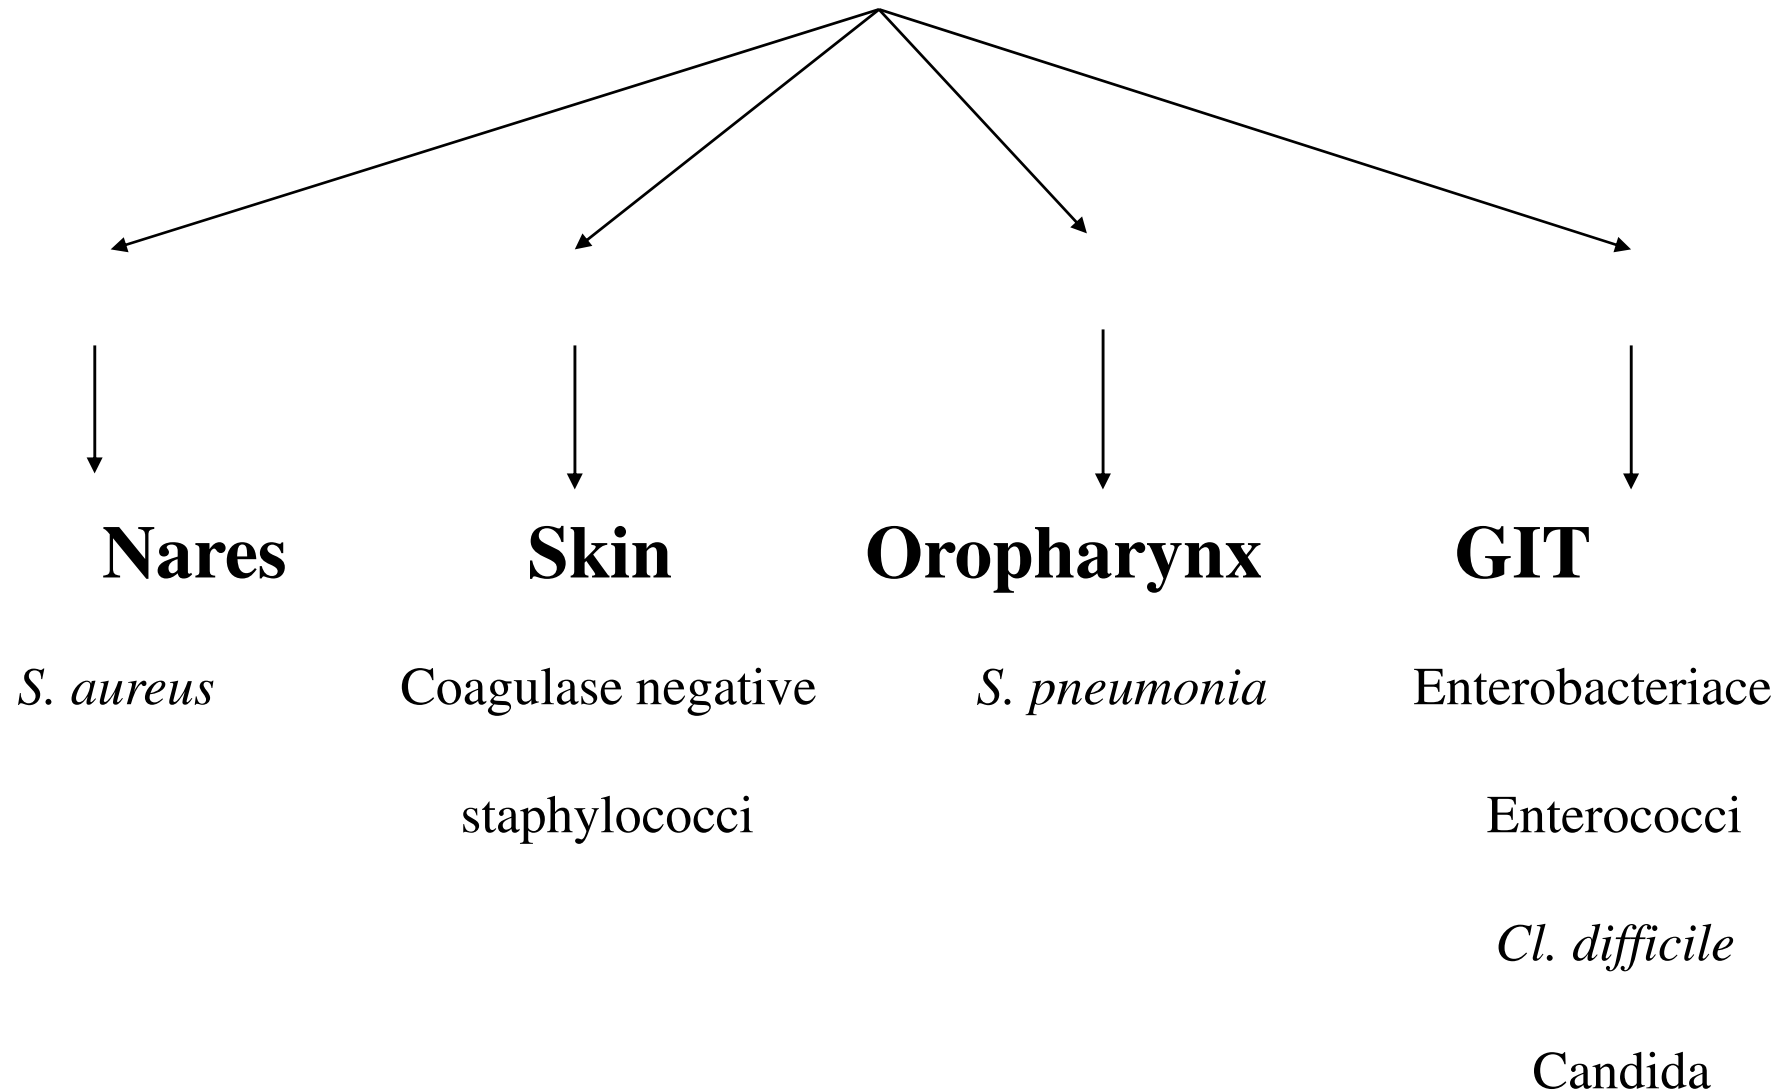 Nares Skin Oropharynx GIT
S. aureus Coagulase negative S. pneumonia Enterobacteriace
staphylococci Enterococci
Cl. difficile
Candida